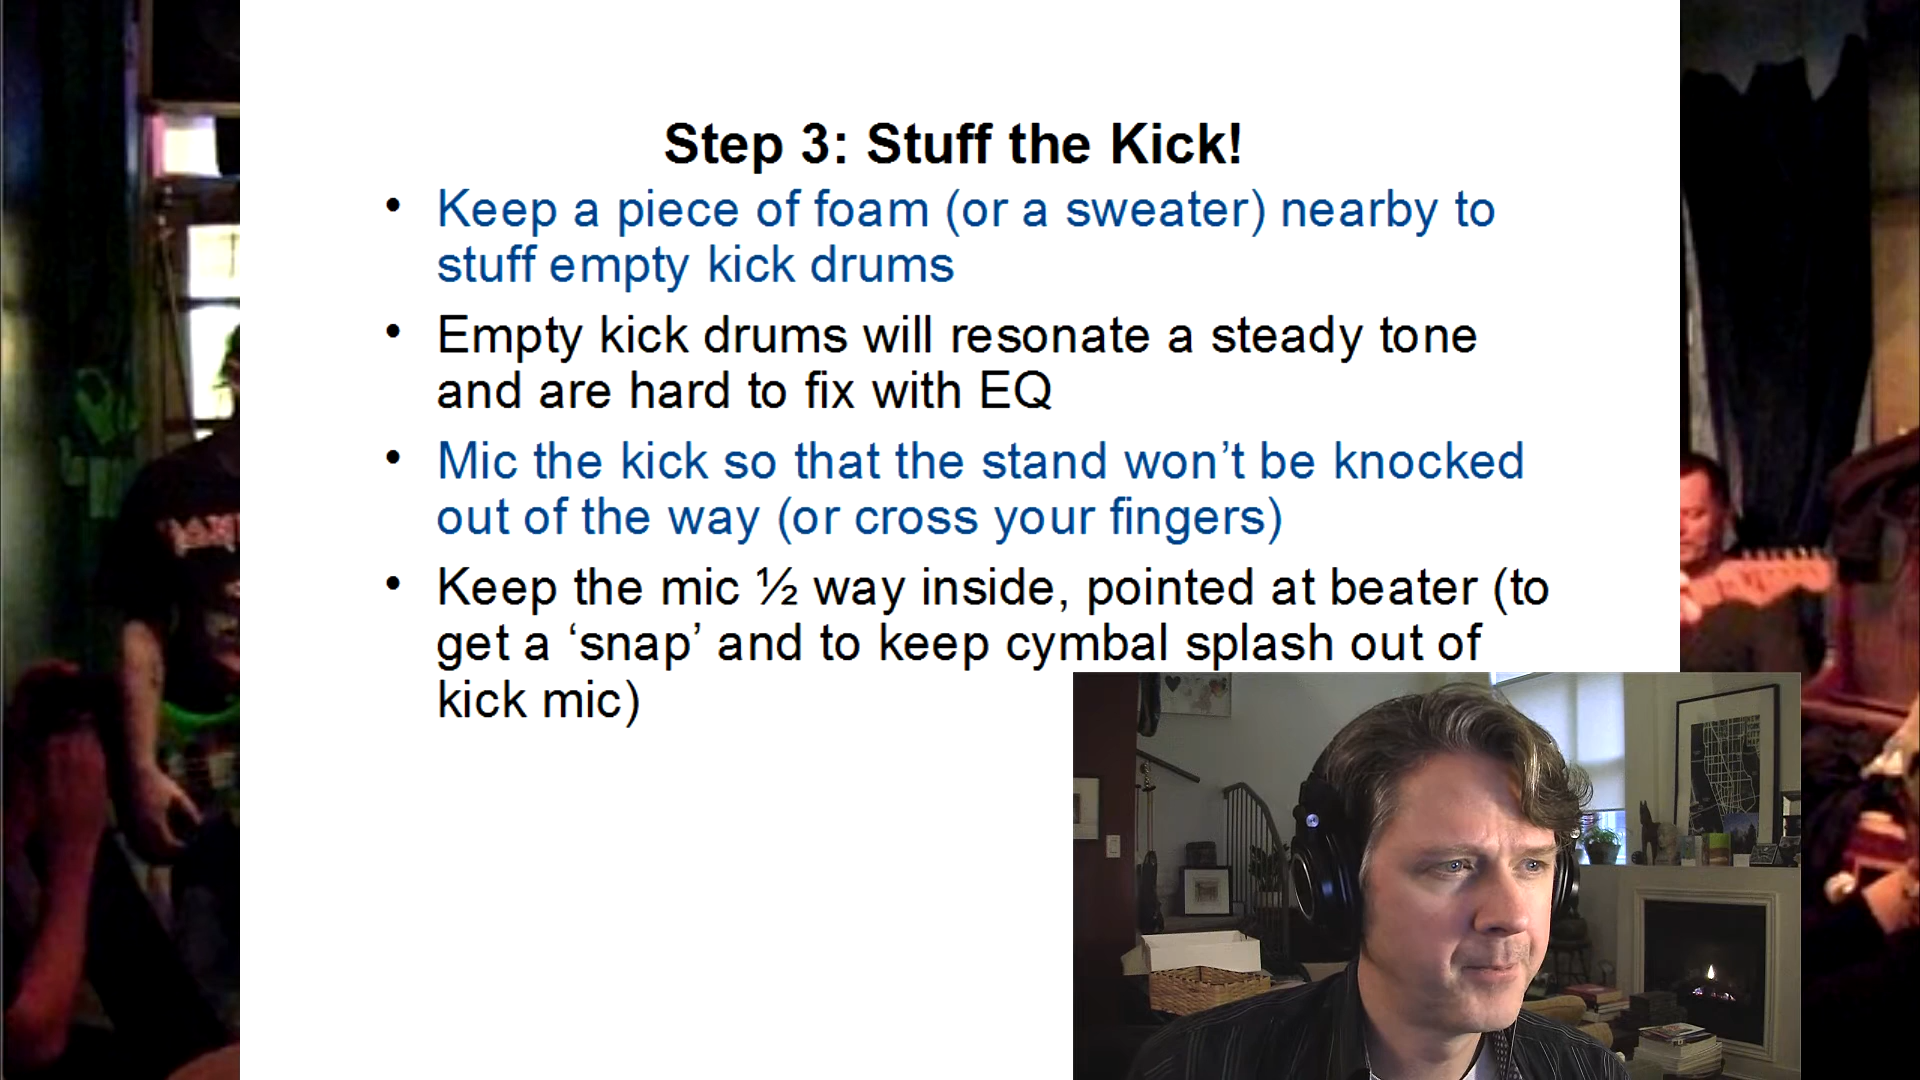 Step 3: Stuff the Kick!
• Keep a piece of foam (or a sweater) nearby to
stuff empty kick drums
• Empty kick drums will resonate a steady tone
and are hard to fix with EQ
• Mic the kick so that the stand won’t be knocked
out of the way (or cross your fingers)
• Keep the mic ½ way inside, pointed at beater (to
get a ‘snap’ and to keep cymbal splash out of
kick mic)